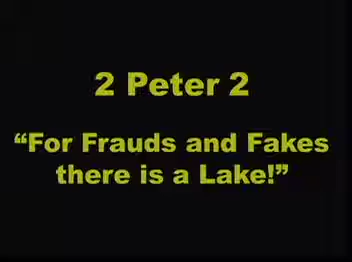 2 Peter 2
“For Frauds and Fakes
there is a Lake!”